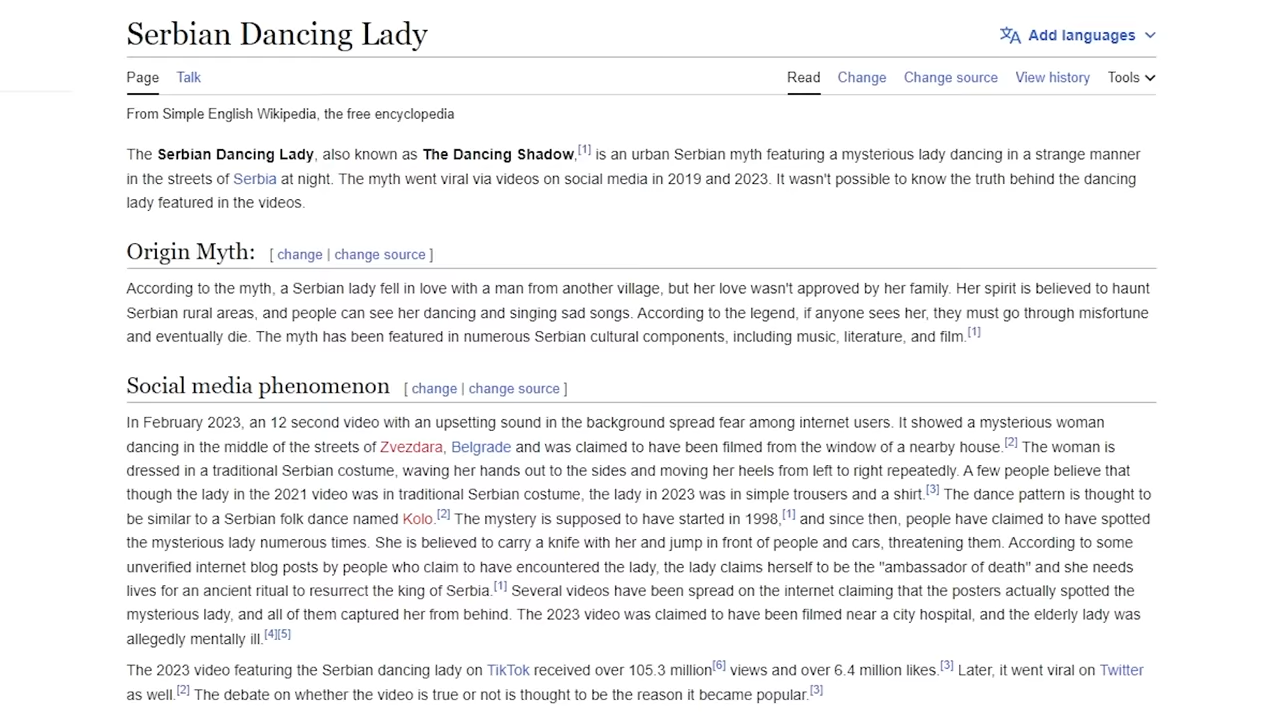 Serbian Dancing Lady
Add languages
Page Talk Read Change Change source View history Tools
From Simple English Wikipedia, the free encyclopedia
The Serbian Dancing Lady, also known as The Dancing Shadow,[1] is an urban Serbian myth featuring a mysterious lady dancing in a strange manner
in the streets of Serbia at night. The myth went viral via videos on social media in 2019 and 2023. It wasn't possible to know the truth behind the dancing
lady featured in the videos.
Origin Myth: [ change | change source ]
According to the myth, a Serbian lady fell in love with a man from another village, but her love wasn't approved by her family. Her spirit is believed to haunt
Serbian rural areas, and people can see her dancing and singing sad songs. According to the legend, if anyone sees her, they must go through misfortune
and eventually die. The myth has been featured in numerous Serbian cultural components, including music, literature, and film.[1]
Social media phenomenon [ change | change source ]
In February 2023, an 12 second video with an upsetting sound in the background spread fear among internet users. It showed a mysterious woman
dancing in the middle of the streets of Zvezdara, Belgrade and was claimed to have been filmed from the window of a nearby house.[2] The woman is
dressed in a traditional Serbian costume, waving her hands out to the sides and moving her heels from left to right repeatedly. A few people believe that
though the lady in the 2021 video was in traditional Serbian costume, the lady in 2023 was in simple trousers and a shirt.[3] The dance pattern is thought to
be similar to a Serbian folk dance named Kolo.[2] The mystery is supposed to have started in 1998,[1] and since then, people have claimed to have spotted
the mysterious lady numerous times. She is believed to carry a knife with her and jump in front of people and cars, threatening them. According to some
unverified internet blog posts by people who claim to have encountered the lady, the lady claims herself to be the "ambassador of death" and she needs
lives for an ancient ritual to resurrect the king of Serbia.[1] Several videos have been spread on the internet claiming that the posters actually spotted the
mysterious lady, and all of them captured her from behind. The 2023 video was claimed to have been filmed near a city hospital, and the elderly lady was
allegedly mentally ill.[4][5]
The 2023 video featuring the Serbian dancing lady on TikTok received over 105.3 million[6] views and over 6.4 million likes.[3] Later, it went viral on Twitter
as well.[2] The debate on whether the video is true or not is thought to be the reason it became popular.[3]